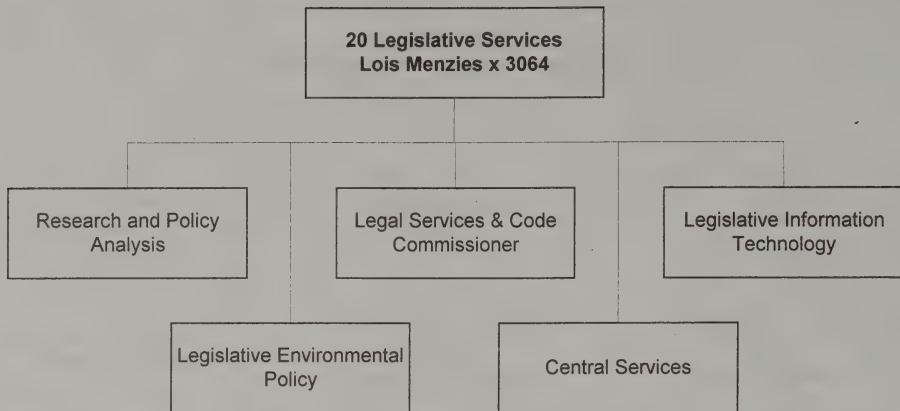 20 Legislative Services
Lois Menzies x 3064
Research and Policy
Analysis
Legal Services & Code
Commissioner
Legislative Information
Technology
Legislative Environmental
Policy
Central Services